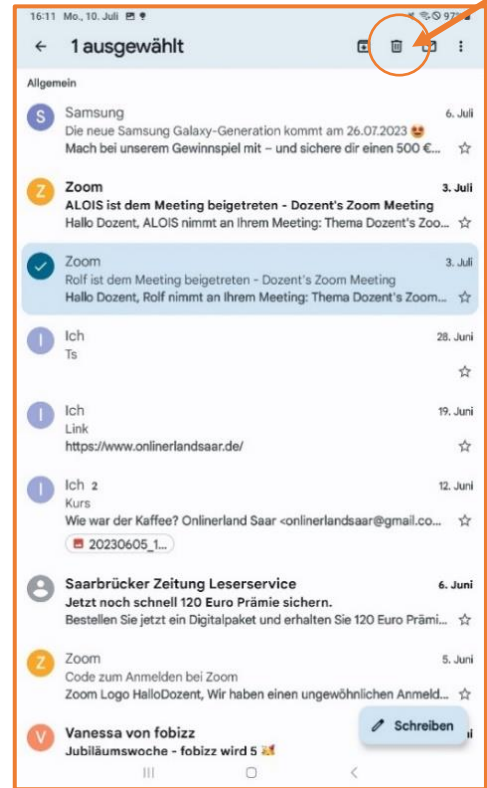 16:11 Mo., 10. Juli
1 ausgewählt
Allgemein
S
Samsung
6. Juli
Die neue Samsung Galaxy-Generation kommt am 26.07.2023 😍
Mach bei unserem Gewinnspiel mit – und sichere dir einen 500 €...
Z
Zoom
3. Juli
ALOIS ist dem Meeting beigetreten - Dozent's Zoom Meeting
Hallo Dozent, ALOIS nimmt an Ihrem Meeting: Thema Dozent's Zoo...
Zoom
3. Juli
Rolf ist dem Meeting beigetreten - Dozent's Zoom Meeting
Hallo Dozent, Rolf nimmt an Ihrem Meeting: Thema Dozent's Zoom...
I
Ich
28. Juni
Ts
I
Ich
19. Juni
Link
https://www.onlinerlandsaar.de/
I
Ich 2
12. Juni
Kurs
Wie war der Kaffee? Onlinerland Saar <onlinerlandsaar@gmail.co...
20230605_1...
Saarbrücker Zeitung Leserservice
6. Juni
Jetzt noch schnell 120 Euro Prämie sichern.
Bestellen Sie jetzt ein Digitalpaket und erhalten Sie 120 Euro Prämi...
Z
Zoom
5. Juni
Code zum Anmelden bei Zoom
Zoom Logo HalloDozent, Wir haben einen ungewöhnlichen Anmeld...
Schreiben
V
Vanessa von fobizz
Jubiläumswoche - fobizz wird 5 🥳